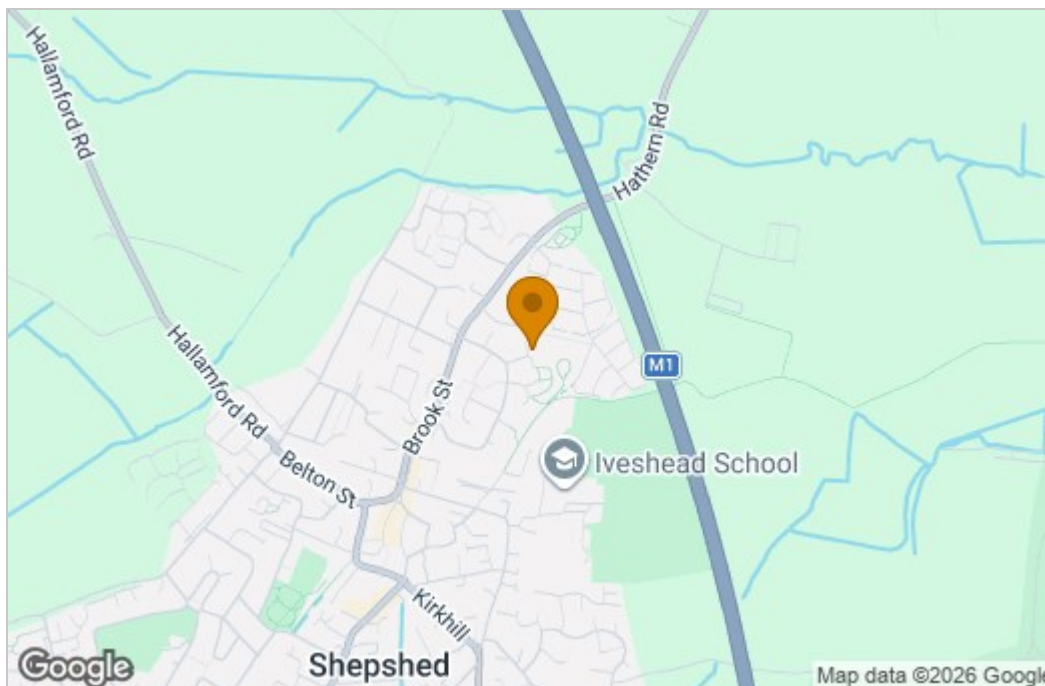 Hallamford Rd
Hathern Rd
M1
Hallamford Rd
Brook St
Belton St
Iveshead School
Kirkhill
Shepshed
Google
Map data ©2026 Google